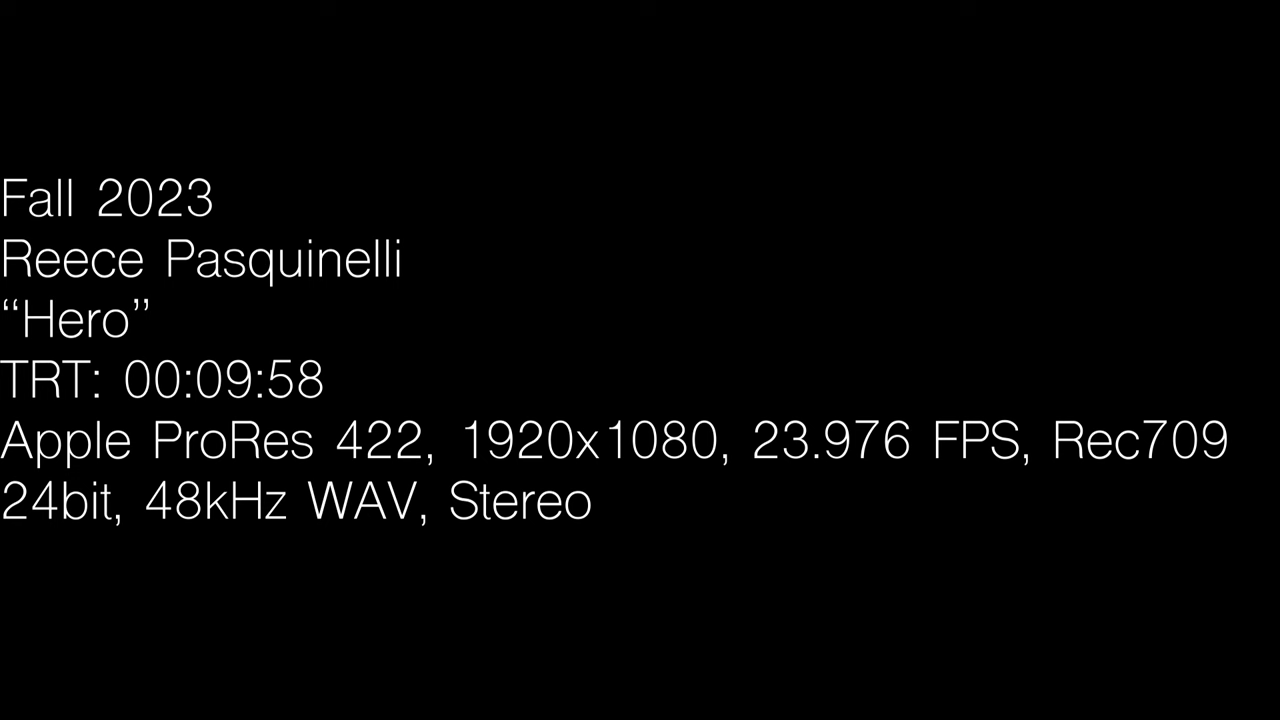 Fall 2023
Reece Pasquinelli
“Hero”
TRT: 00:09:58
Apple ProRes 422, 1920x1080, 23.976 FPS, Rec709
24bit, 48kHz WAV, Stereo